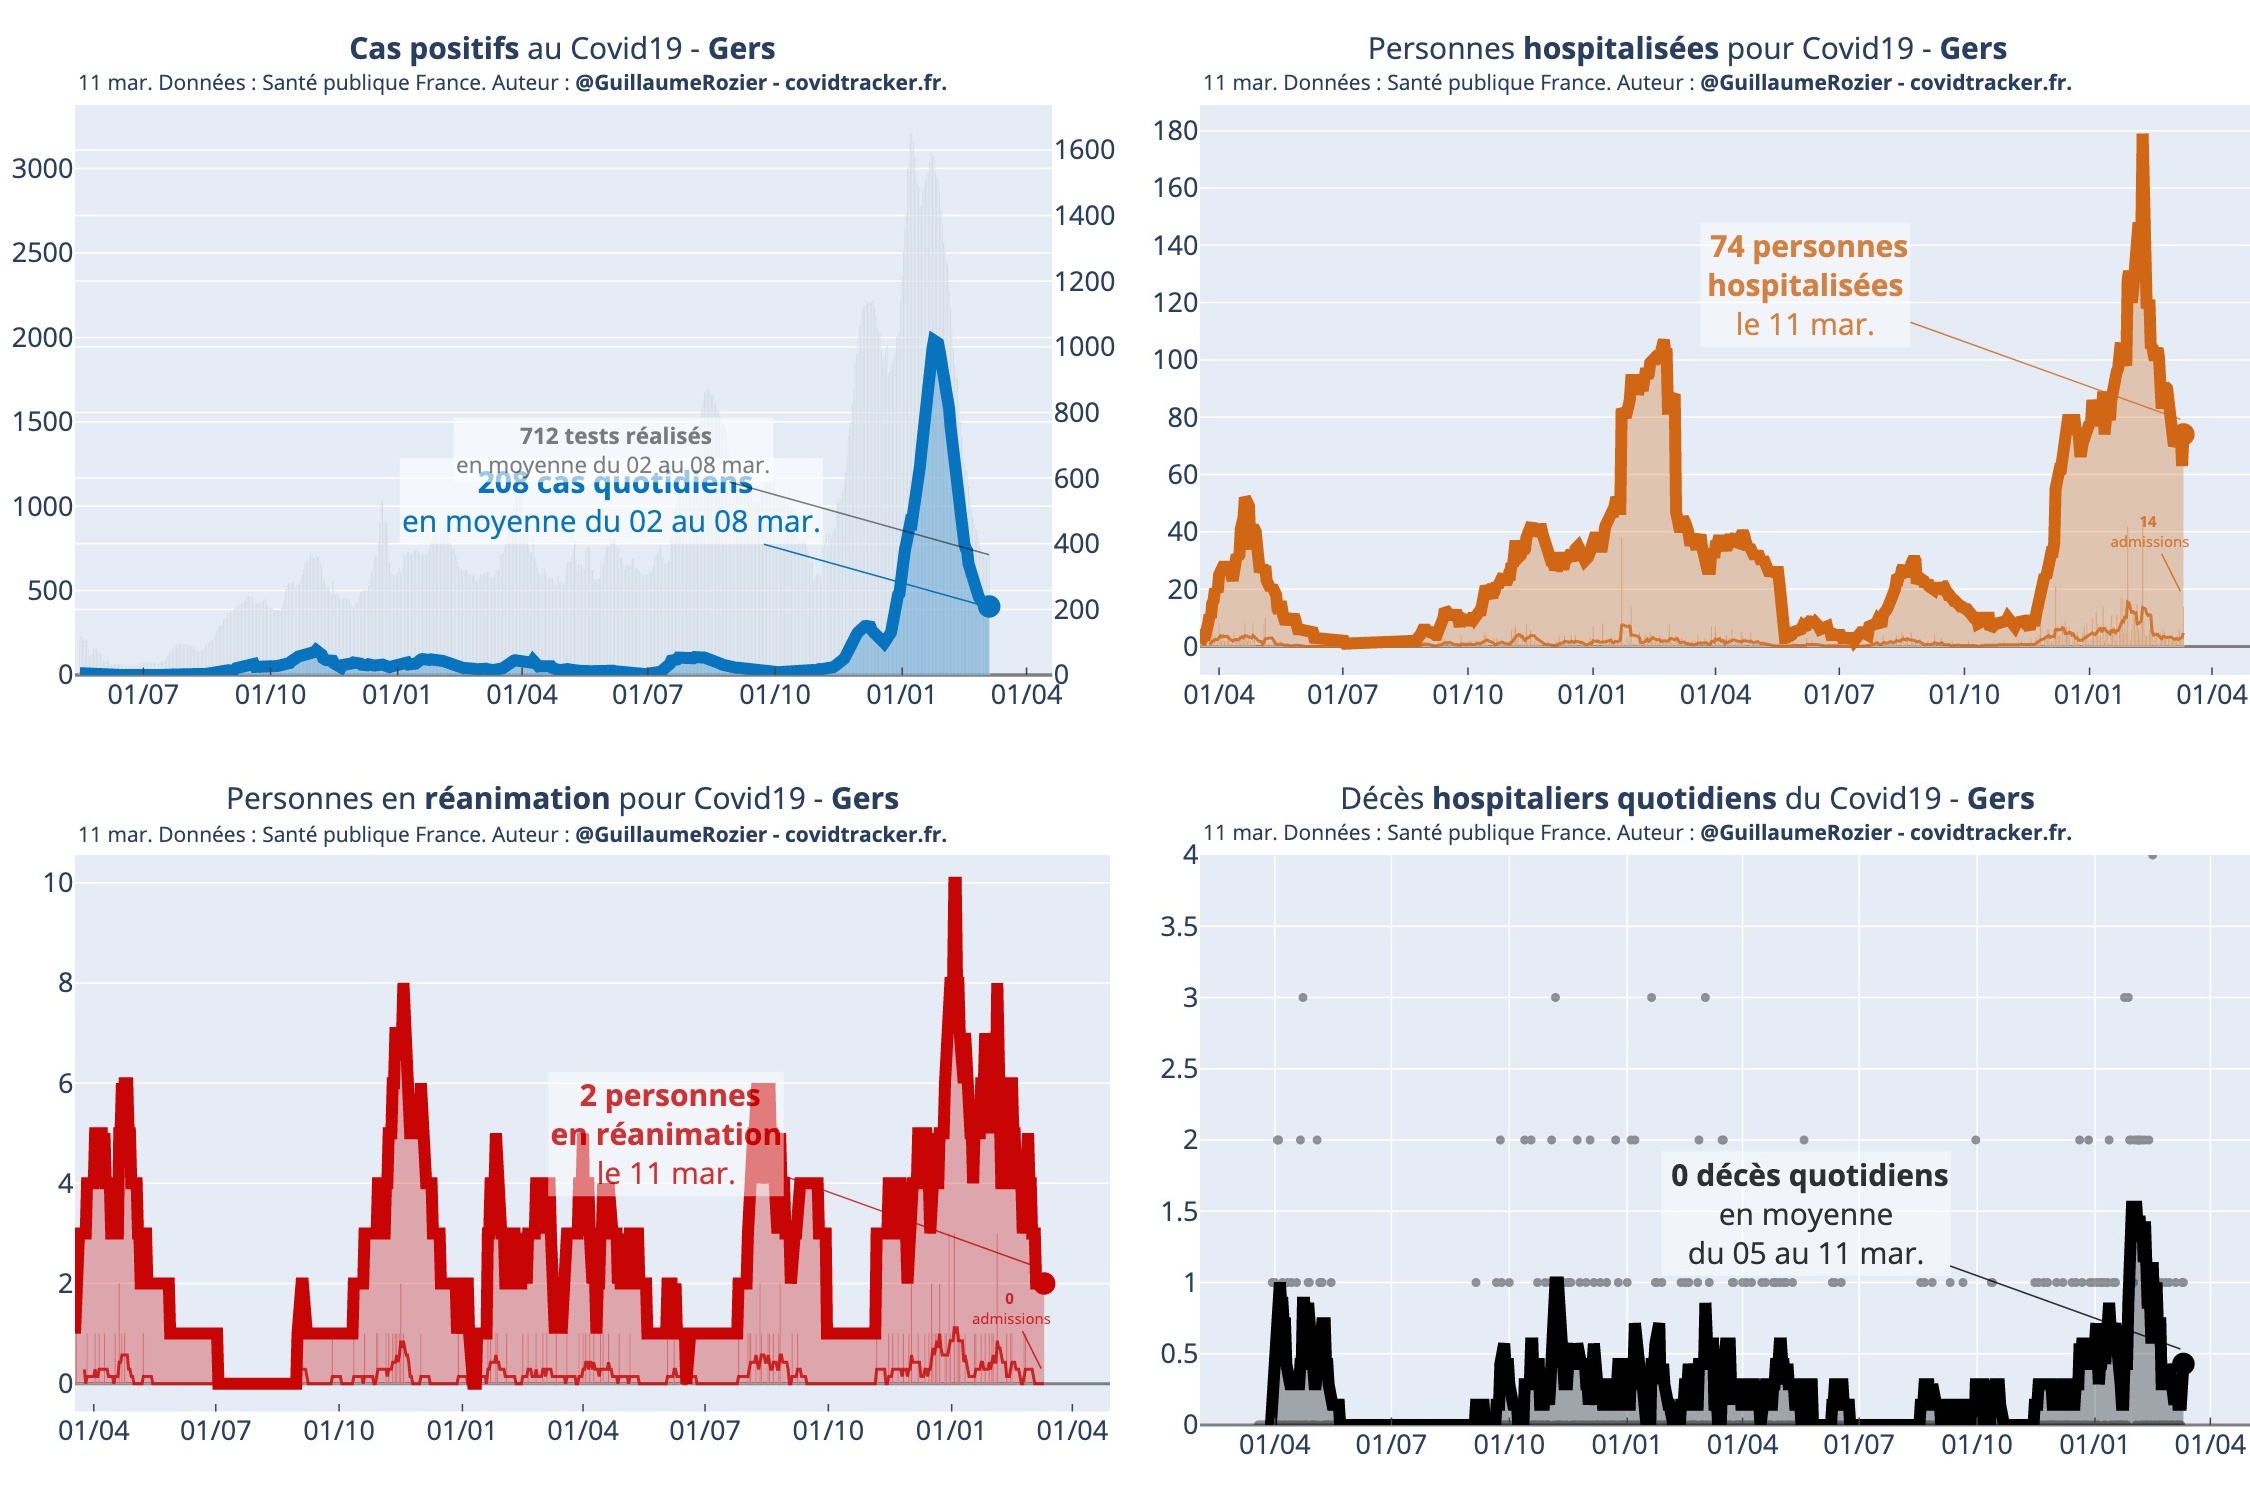 Cas positifs au Covid19 - Gers
11 mar. Données : Santé publique France. Auteur : @GuillaumeRozier - covidtracker.fr.
3000
2500
2000
1500
1000
500
0
1600
1400
1200
1000
800
600
400
200
0
712 tests réalisés
en moyenne du 02 au 08 mar.
208 cas quotidiens
en moyenne du 02 au 08 mar.
01/07 01/10 01/01 01/04 01/07 01/10 01/01 01/04
Personnes hospitalisées pour Covid19 - Gers
11 mar. Données : Santé publique France. Auteur : @GuillaumeRozier - covidtracker.fr.
180
160
140
120
100
80
60
40
20
0
74 personnes
hospitalisées
le 11 mar.
14
admissions
01/04 01/07 01/10 01/01 01/04 01/07 01/10 01/01 01/04
Personnes en réanimation pour Covid19 - Gers
11 mar. Données : Santé publique France. Auteur : @GuillaumeRozier - covidtracker.fr.
10
8
6
4
2
0
2 personnes
en réanimation
le 11 mar.
0
admissions
01/04 01/07 01/10 01/01 01/04 01/07 01/10 01/01 01/04
Décès hospitaliers quotidiens du Covid19 - Gers
11 mar. Données : Santé publique France. Auteur : @GuillaumeRozier - covidtracker.fr.
4
3.5
3
2.5
2
1.5
1
0.5
0
0 décès quotidiens
en moyenne
du 05 au 11 mar.
01/04 01/07 01/10 01/01 01/04 01/07 01/10 01/01 01/04